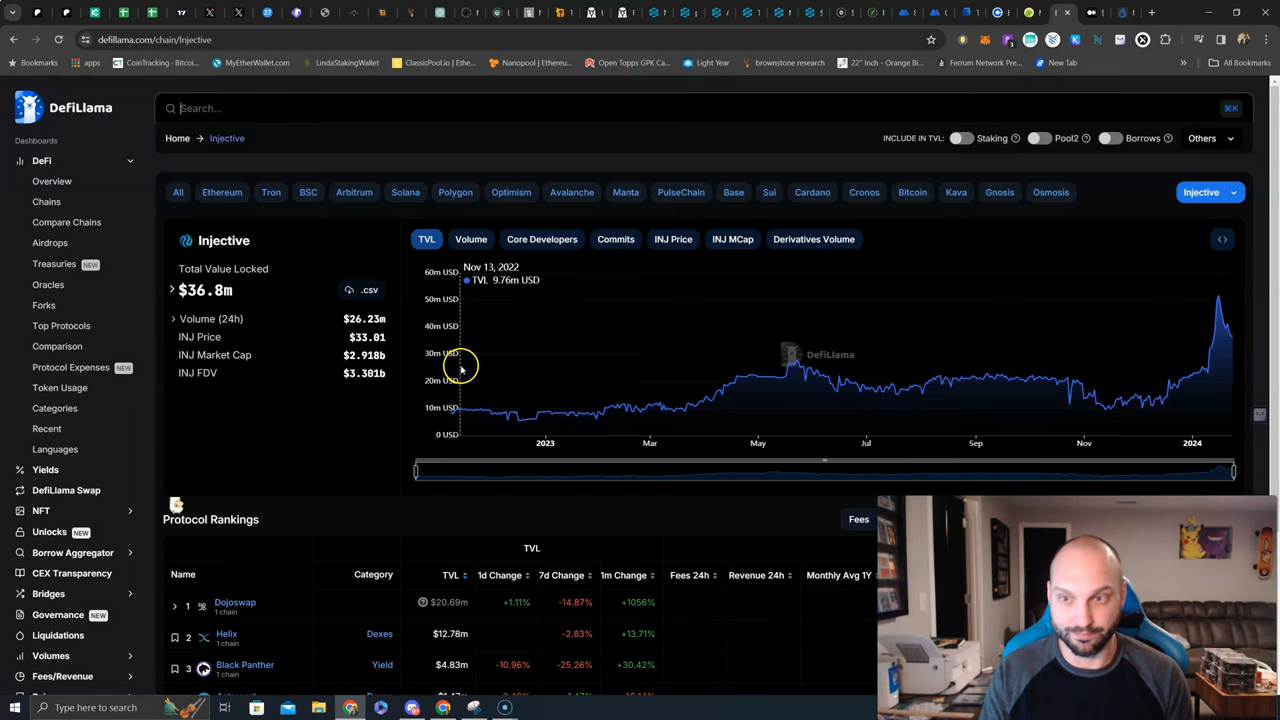 defillama.com/chain/Injective
Bookmarks apps CoinTracking - Bitcoi... MyEtherWallet.com LindaStakingWallet ClassicPool.io | Ethe... Nanopool | Ethereu... Open Topps GPK Ca... Light Year brownstone research 22" Inch - Orange Bi... Ferrum Network Pre... New Tab » All Bookmarks
DefiLlama
Search...
⌘K
Home → Injective
INCLUDE IN TVL: Staking Pool2 Borrows Others
Dashboards
DeFi
Overview
Chains
Compare Chains
Airdrops
Treasuries NEW
Oracles
Forks
Top Protocols
Comparison
Protocol Expenses NEW
Token Usage
Categories
Recent
Languages
Yields
DefiLlama Swap
NFT
Unlocks NEW
Borrow Aggregator
CEX Transparency
Bridges
Governance NEW
Liquidations
Volumes
Fees/Revenue
All Ethereum Tron BSC Arbitrum Solana Polygon Optimism Avalanche Manta PulseChain Base Sui Cardano Cronos Bitcoin Kava Gnosis Osmosis Injective
Injective
Total Value Locked
$36.8m .csv
Volume (24h) $26.23m
INJ Price $33.01
INJ Market Cap $2.918b
INJ FDV $3.301b
TVL Volume Core Developers Commits INJ Price INJ MCap Derivatives Volume
Nov 13, 2022
TVL 9.76m USD
60m USD
50m USD
40m USD
30m USD
20m USD
10m USD
0 USD
DefiLlama
2023 Mar May Jul Sep Nov 2024
Protocol Rankings
Fees
TVL
Name Category TVL 1d Change 7d Change 1m Change Fees 24h Revenue 24h Monthly Avg 1Y
1 Dojoswap $20.69m +1.11% -14.87% +1056%
1 chain
2 Helix Dexes $12.78m -2.83% +13.71%
1 chain
3 Black Panther Yield $4.83m -10.96% -25.26% +30.42%
1 chain
Type here to search